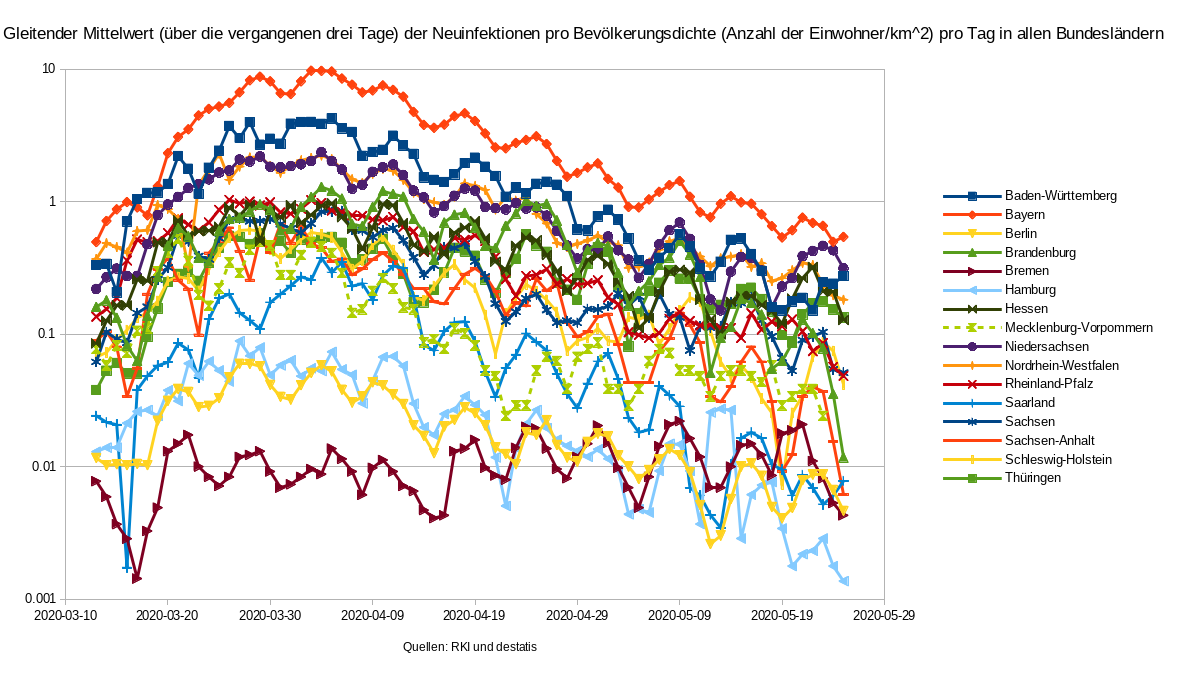 Gleitender Mittelwert (über die vergangenen drei Tage) der Neuinfektionen pro Bevölkerungsdichte (Anzahl der Einwohner/km^2) pro Tag in allen Bundesländern
10
1
0.1
0.01
0.001
2020-03-10 2020-03-20 2020-03-30 2020-04-09 2020-04-19 2020-04-29 2020-05-09 2020-05-19 2020-05-29
Quellen: RKI und destatis
Baden-Württemberg
Bayern
Berlin
Brandenburg
Bremen
Hamburg
Hessen
Mecklenburg-Vorpommern
Niedersachsen
Nordrhein-Westfalen
Rheinland-Pfalz
Saarland
Sachsen
Sachsen-Anhalt
Schleswig-Holstein
Thüringen